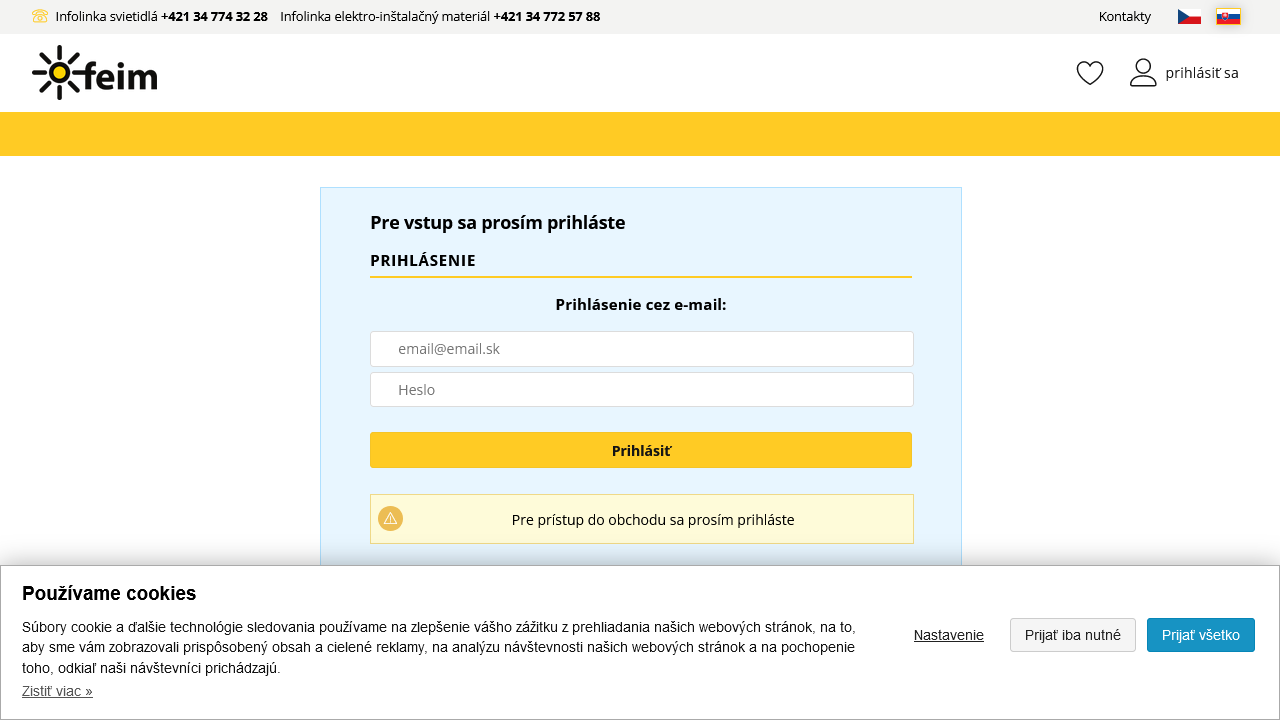 Infolinka svietidlá +421 34 774 32 28 Infolinka elektro-inštalačný materiál +421 34 772 57 88 Kontakty
feim
prihlásiť sa
Pre vstup sa prosím prihláste
PRIHLÁSENIE
Prihlásenie cez e-mail:
email@email.sk
Heslo
Prihlásiť
Pre prístup do obchodu sa prosím prihláste
Používame cookies
Súbory cookie a ďalšie technológie sledovania používame na zlepšenie vášho zážitku z prehliadania našich webových stránok, na to,
aby sme vám zobrazovali prispôsobený obsah a cielené reklamy, na analýzu návštevnosti našich webových stránok a na pochopenie
toho, odkiaľ naši návštevníci prichádzajú.
Zistiť viac »
Nastavenie
Prijať iba nutné
Prijať všetko